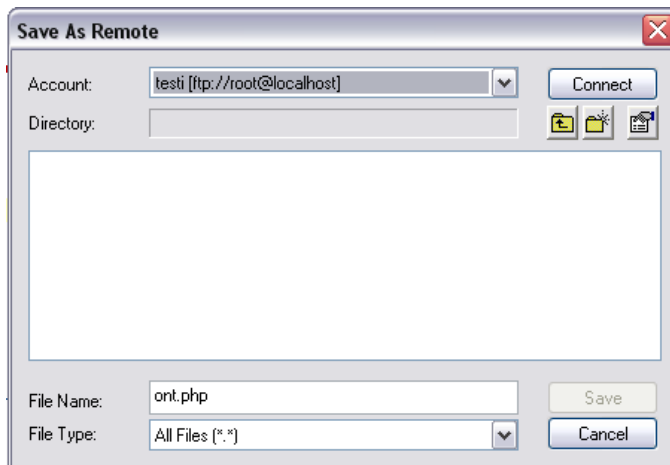 Save As Remote
Account: testi [ftp://root@localhost] Connect
Directory:
File Name: ont.php Save
File Type: All Files (*.*) Cancel